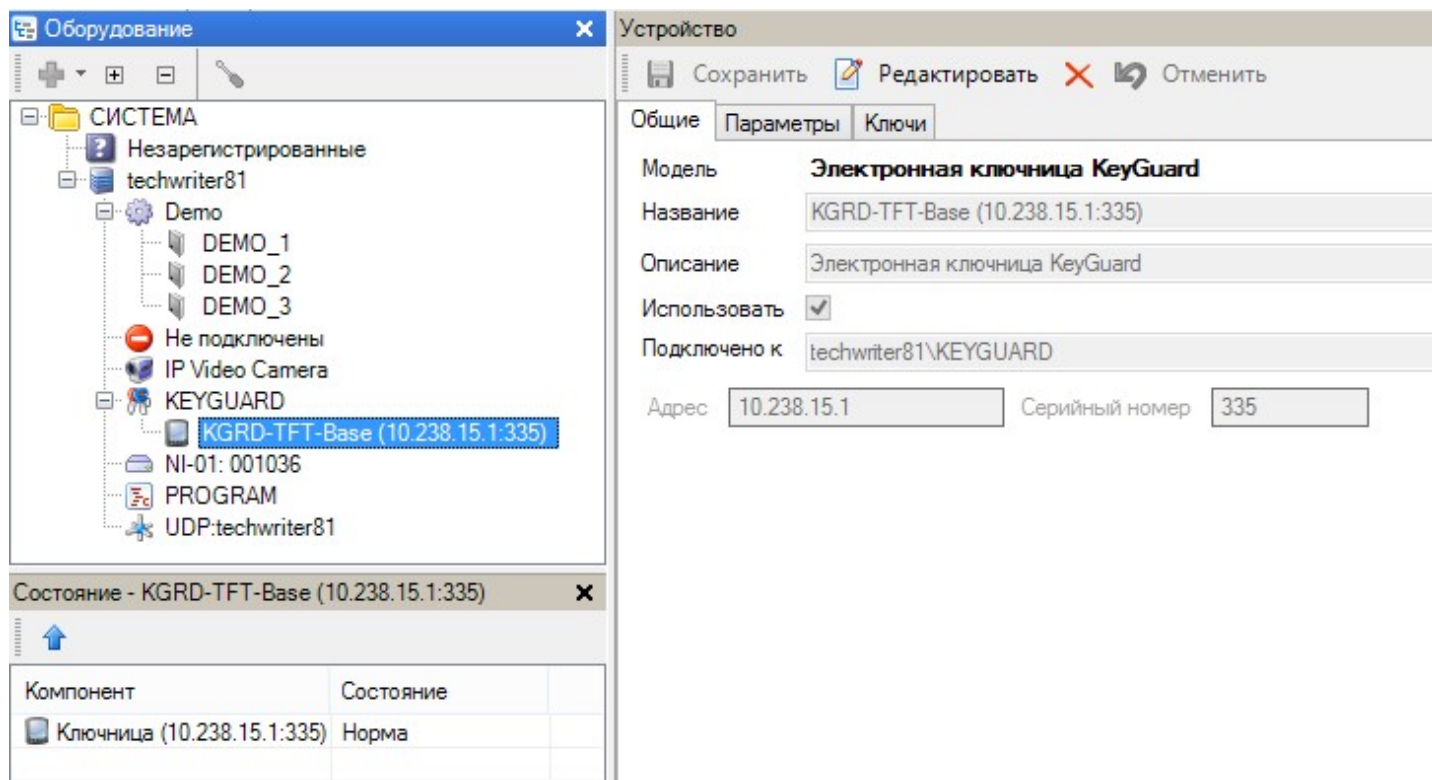 Оборудование
СИСТЕМА
Незарегистрированные
techwriter81
Demo
DEMO_1
DEMO_2
DEMO_3
Не подключены
IP Video Camera
KEYGUARD
KGRD-TFT-Base (10.238.15.1:335)
NI-01: 001036
PROGRAM
UDP:techwriter81
Состояние - KGRD-TFT-Base (10.238.15.1:335)
Компонент Состояние
Ключница (10.238.15.1:335) Норма
Устройство
Сохранить Редактировать Отменить
Общие Параметры Ключи
Модель Электронная ключница KeyGuard
Название KGRD-TFT-Base (10.238.15.1:335)
Описание Электронная ключница KeyGuard
Использовать
Подключено к techwriter81\KEYGUARD
Адрес 10.238.15.1 Серийный номер 335